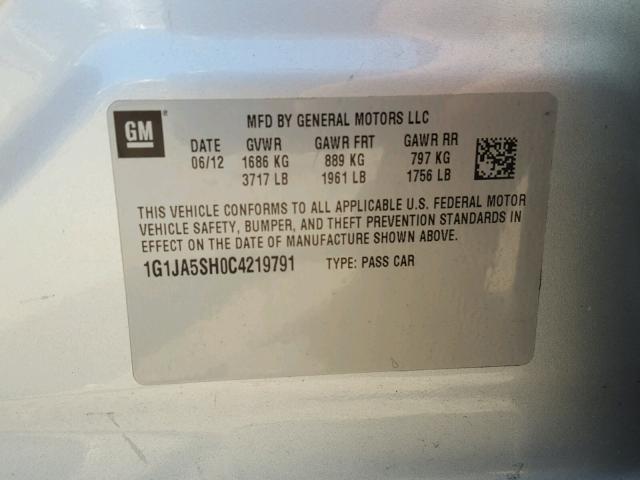 GM
MFD BY GENERAL MOTORS LLC
DATE GVWR GAWR FRT GAWR RR
06/12 1686 KG 889 KG 797 KG
3717 LB 1961 LB 1756 LB
THIS VEHICLE CONFORMS TO ALL APPLICABLE U.S. FEDERAL MOTOR
VEHICLE SAFETY, BUMPER, AND THEFT PREVENTION STANDARDS IN
EFFECT ON THE DATE OF MANUFACTURE SHOWN ABOVE.
1G1JA5SH0C4219791 TYPE: PASS CAR